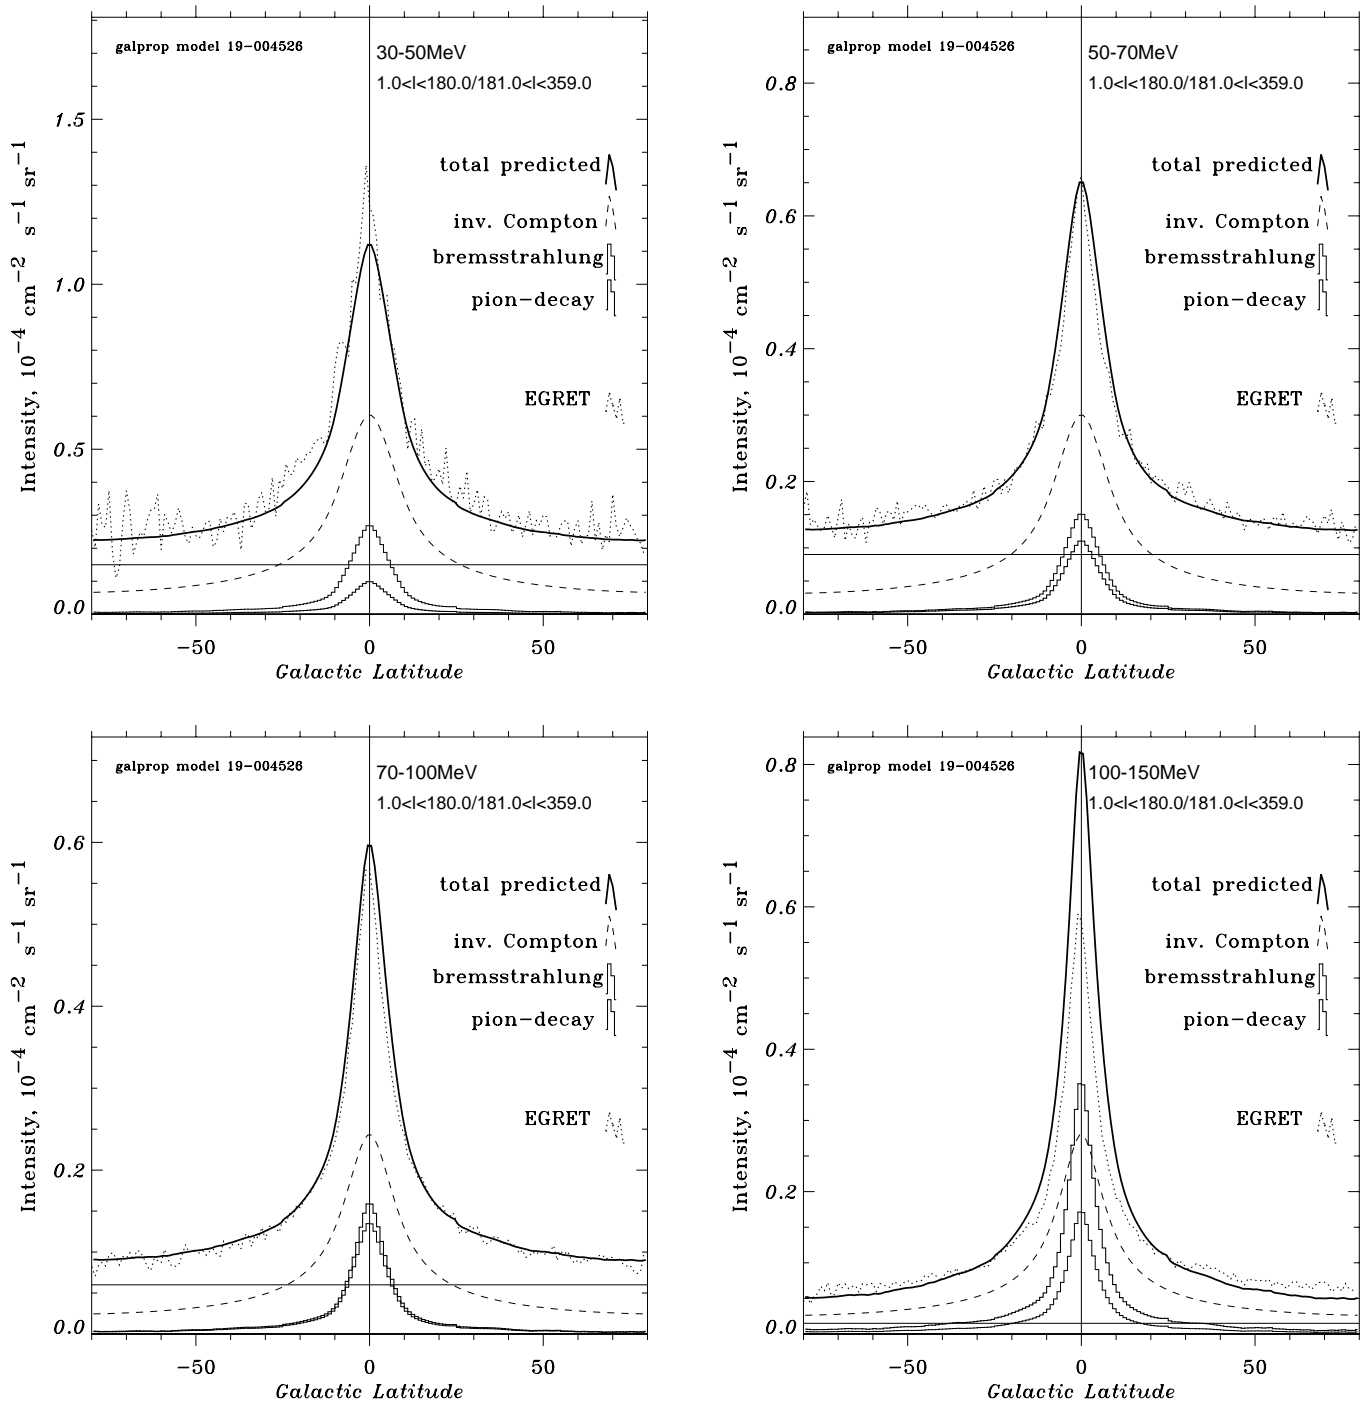 galprop model 19-004526
30-50MeV
1.0<l<180.0/181.0<l<359.0
total predicted
inv. Compton
bremsstrahlung
pion-decay
EGRET
Intensity, 10^-4 cm^-2 s^-1 sr^-1
1.5
1.0
0.5
0.0
-50 0 50
Galactic Latitude
galprop model 19-004526
50-70MeV
1.0<l<180.0/181.0<l<359.0
total predicted
inv. Compton
bremsstrahlung
pion-decay
EGRET
Intensity, 10^-4 cm^-2 s^-1 sr^-1
0.8
0.6
0.4
0.2
0.0
-50 0 50
Galactic Latitude
galprop model 19-004526
70-100MeV
1.0<l<180.0/181.0<l<359.0
total predicted
inv. Compton
bremsstrahlung
pion-decay
EGRET
Intensity, 10^-4 cm^-2 s^-1 sr^-1
0.6
0.4
0.2
0.0
-50 0 50
Galactic Latitude
galprop model 19-004526
100-150MeV
1.0<l<180.0/181.0<l<359.0
total predicted
inv. Compton
bremsstrahlung
pion-decay
EGRET
Intensity, 10^-4 cm^-2 s^-1 sr^-1
0.8
0.6
0.4
0.2
0.0
-50 0 50
Galactic Latitude